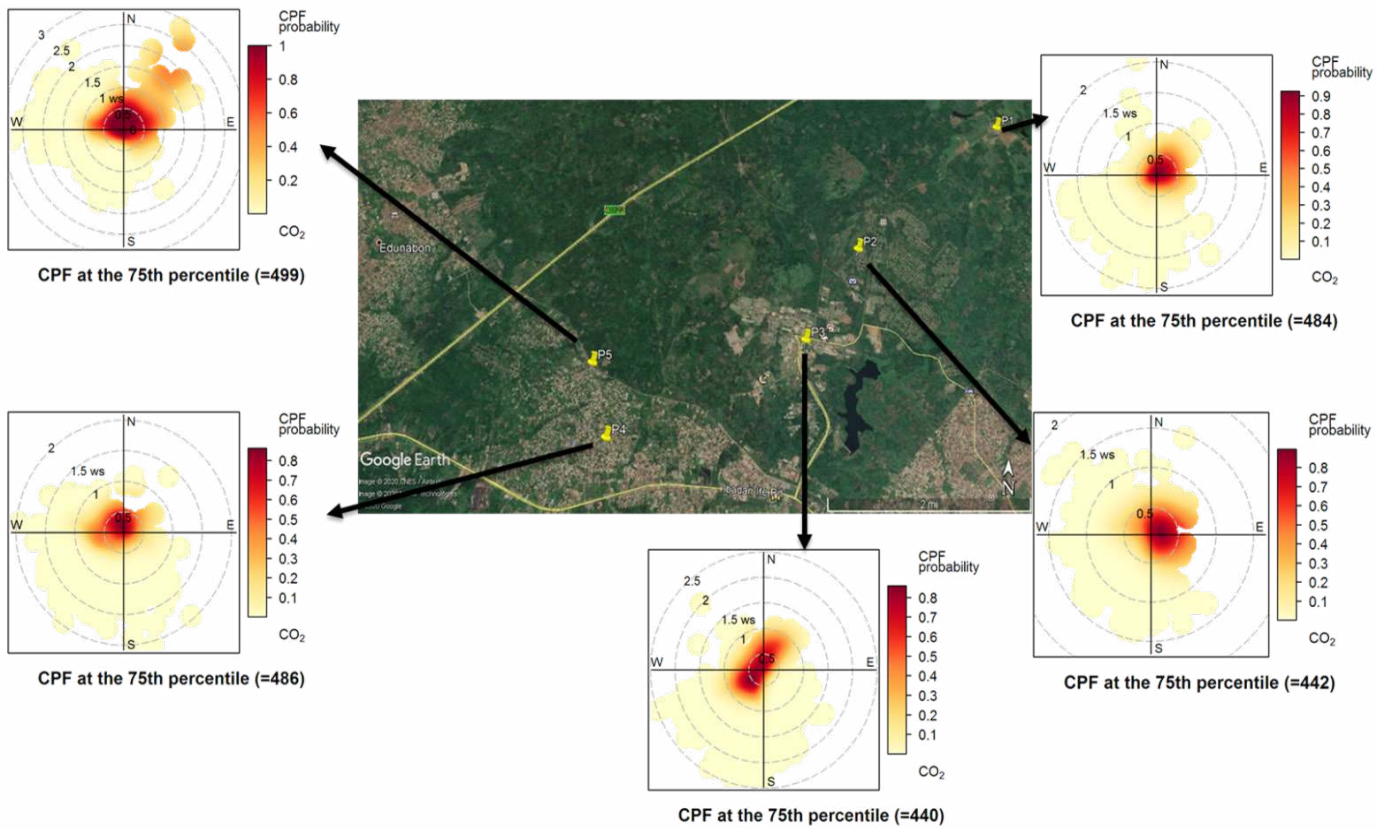 CPF
probability
N
3
2.5
2
1.5
1 ws
0.5
0
W
E
S
1
0.8
0.6
0.4
0.2
CO2
CPF at the 75th percentile (=499)
P1
P2
P3
P4
P5
Edunabon
Google Earth
2 mi
N
CPF
probability
N
2
1.5 ws
1
0.5
W
E
S
0.9
0.8
0.7
0.6
0.5
0.4
0.3
0.2
0.1
CO2
CPF at the 75th percentile (=484)
CPF
probability
N
2
1.5 ws
1
0.5
W
E
S
0.8
0.7
0.6
0.5
0.4
0.3
0.2
0.1
CO2
CPF at the 75th percentile (=486)
CPF
probability
N
2
1.5 ws
1
0.5
W
E
S
0.8
0.7
0.6
0.5
0.4
0.3
0.2
0.1
CO2
CPF at the 75th percentile (=442)
CPF
probability
N
2.5
2
1.5 ws
1
0.5
W
E
S
0.8
0.7
0.6
0.5
0.4
0.3
0.2
0.1
CO2
CPF at the 75th percentile (=440)